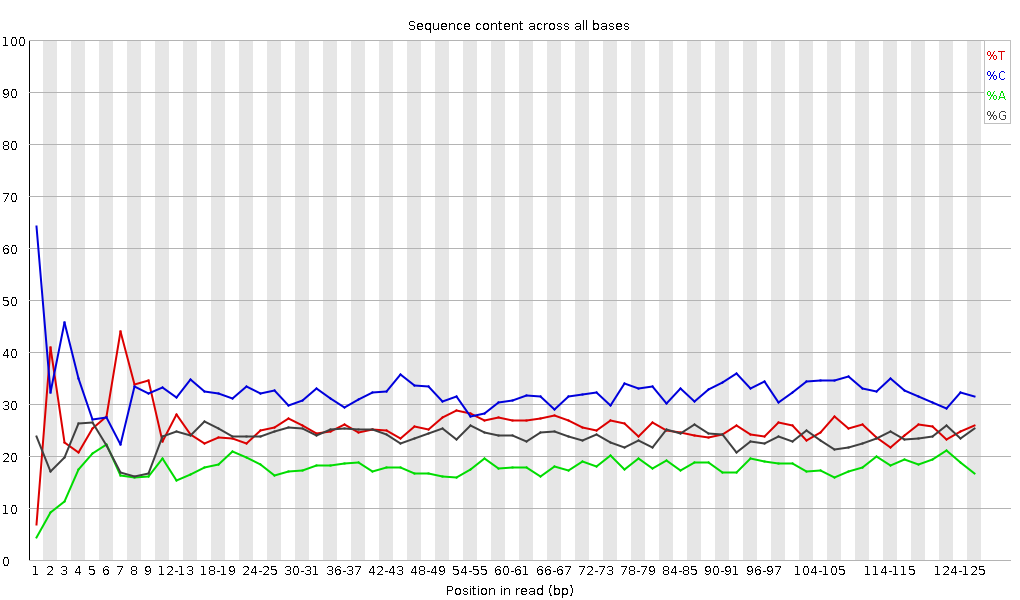 Sequence content across all bases
100
90
80
70
60
50
40
30
20
10
0
%T
%C
%A
%G
1 2 3 4 5 6 7 8 9 12-13 18-19 24-25 30-31 36-37 42-43 48-49 54-55 60-61 66-67 72-73 78-79 84-85 90-91 96-97 104-105 114-115 124-125
Position in read (bp)